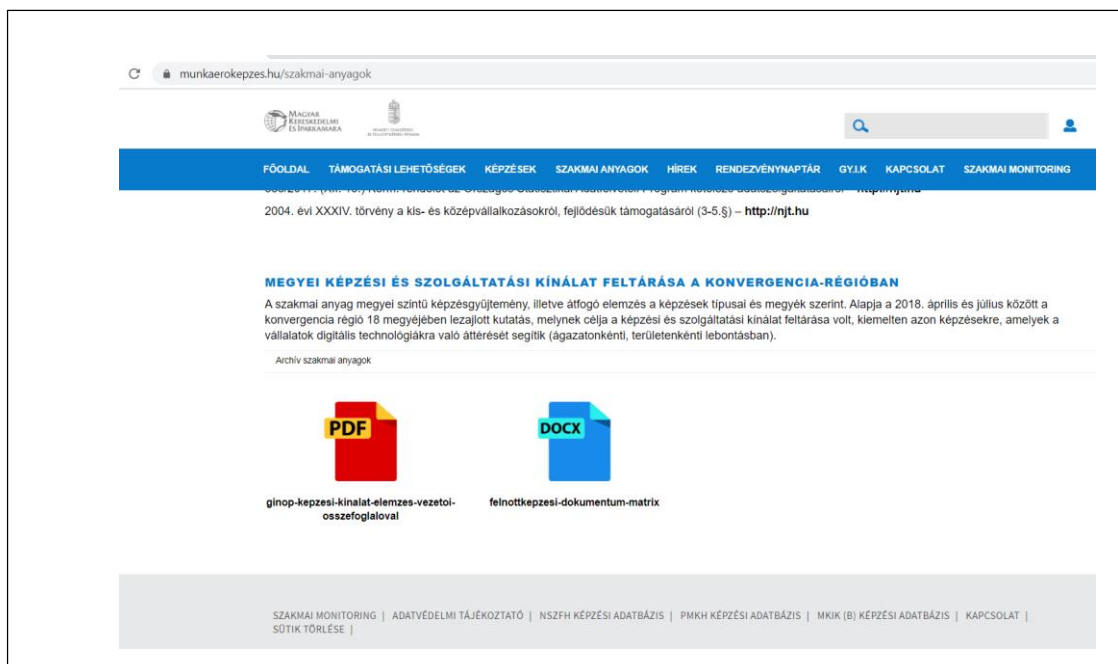 munkaerokepzes.hu/szakmai-anyagok
MAGYAR
KERESKEDELMI
ÉS IPARKAMARA
FŐOLDAL TÁMOGATÁSI LEHETŐSÉGEK KÉPZÉSEK SZAKMAI ANYAGOK HÍREK RENDEZVÉNYNAPTÁR GY.I.K KAPCSOLAT SZAKMAI MONITORING
2004. évi XXXIV. törvény a kis- és középvállalkozásokról, fejlődésük támogatásáról (3-5.§) – http://njt.hu
MEGYEI KÉPZÉSI ÉS SZOLGÁLTATÁSI KÍNÁLAT FELTÁRÁSA A KONVERGENCIA-RÉGIÓBAN
A szakmai anyag megyei szintű képzésgyűjtemény, illetve átfogó elemzés a képzések típusai és megyék szerint. Alapja a 2018. április és július között a
konvergencia régió 18 megyéjében lezajlott kutatás, melynek célja a képzési és szolgáltatási kínálat feltárása volt, kiemelten azon képzésekre, amelyek a
vállalatok digitális technológiákra való áttérését segítik (ágazatonkénti, területenkénti lebontásban).
Archív szakmai anyagok
PDF DOCX
ginop-kepzesi-kinalat-elemzes-vezetoi- felnottkepzesi-dokumentum-matrix
osszefoglaloval
SZAKMAI MONITORING | ADATVÉDELMI TÁJÉKOZTATÓ | NSZFH KÉPZÉSI ADATBÁZIS | PMKH KÉPZÉSI ADATBÁZIS | MKIK (B) KÉPZÉSI ADATBÁZIS | KAPCSOLAT |
SÜTIK TÖRLÉSE |